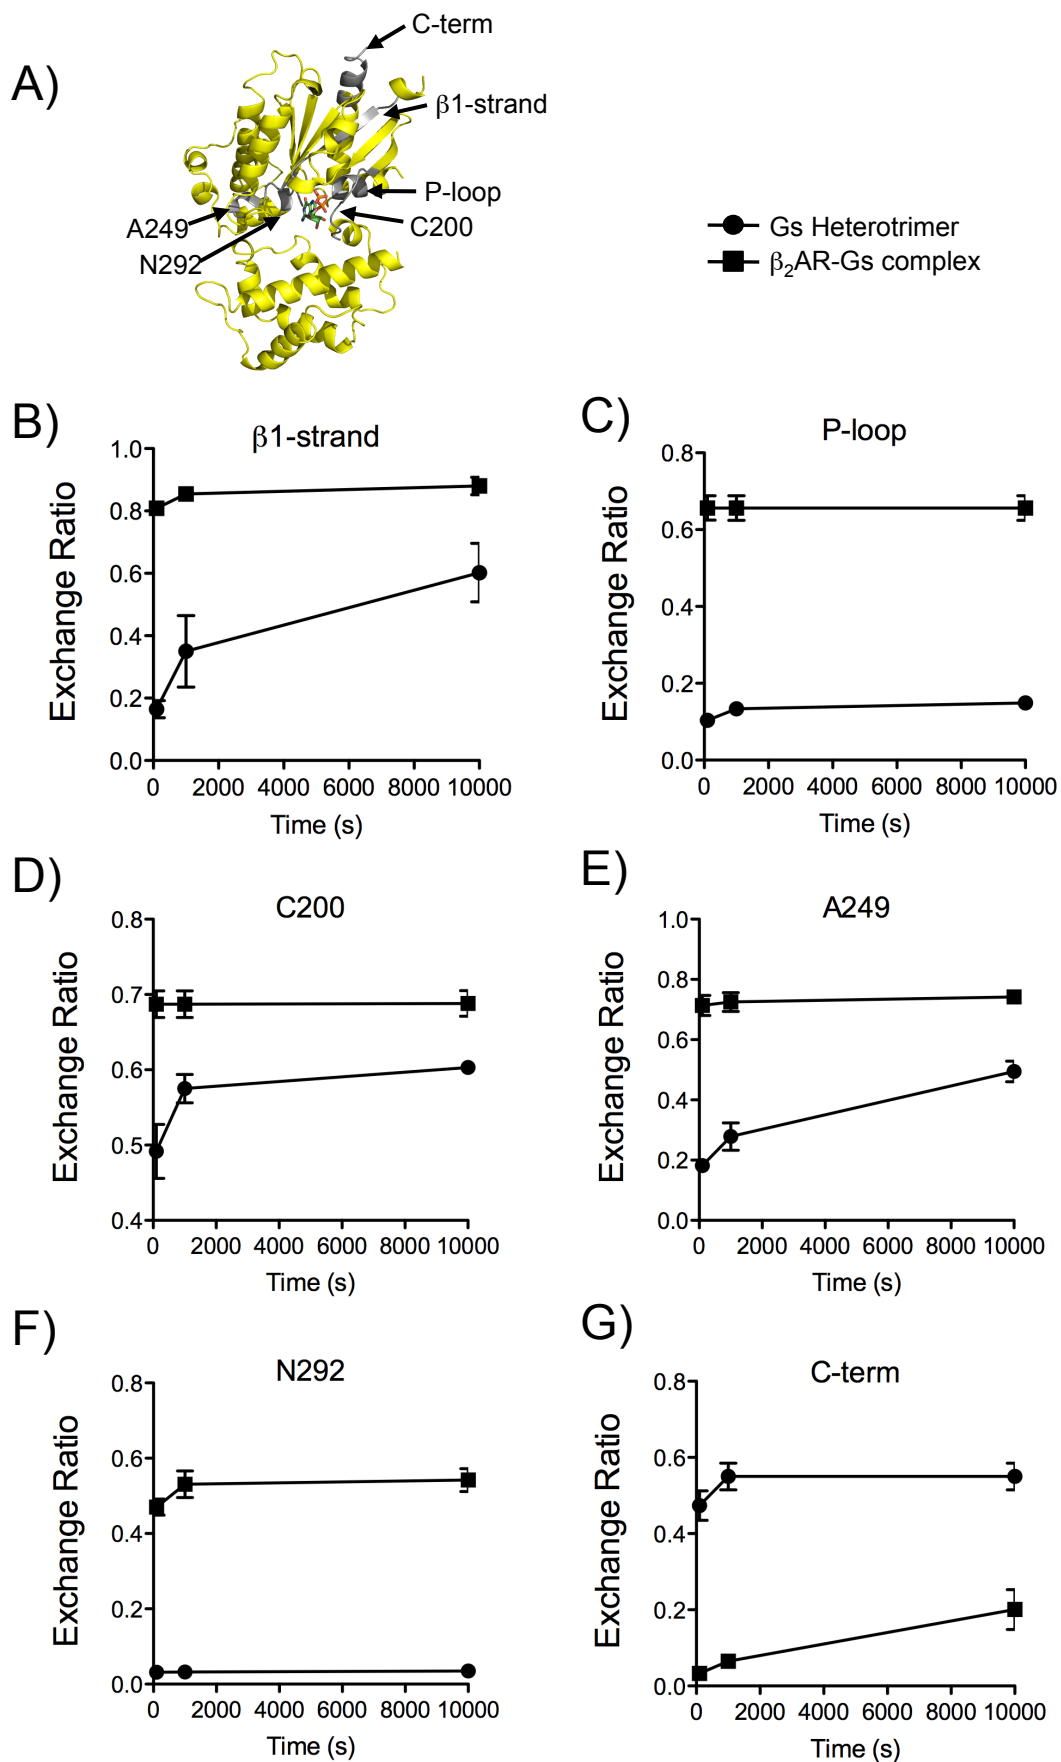 A)
C-term
β1-strand
P-loop
C200
A249
N292
Gs Heterotrimer
β₂AR-Gs complex
B)
β1-strand
Exchange Ratio
1.0
0.8
0.6
0.4
0.2
0.0
0 2000 4000 6000 8000 10000
Time (s)
C)
P-loop
Exchange Ratio
0.8
0.6
0.4
0.2
0.0
0 2000 4000 6000 8000 10000
Time (s)
D)
C200
Exchange Ratio
0.8
0.7
0.6
0.5
0.4
0 2000 4000 6000 8000 10000
Time (s)
E)
A249
Exchange Ratio
1.0
0.8
0.6
0.4
0.2
0.0
0 2000 4000 6000 8000 10000
Time (s)
F)
N292
Exchange Ratio
0.8
0.6
0.4
0.2
0.0
0 2000 4000 6000 8000 10000
Time (s)
G)
C-term
Exchange Ratio
0.8
0.6
0.4
0.2
0.0
0 2000 4000 6000 8000 10000
Time (s)